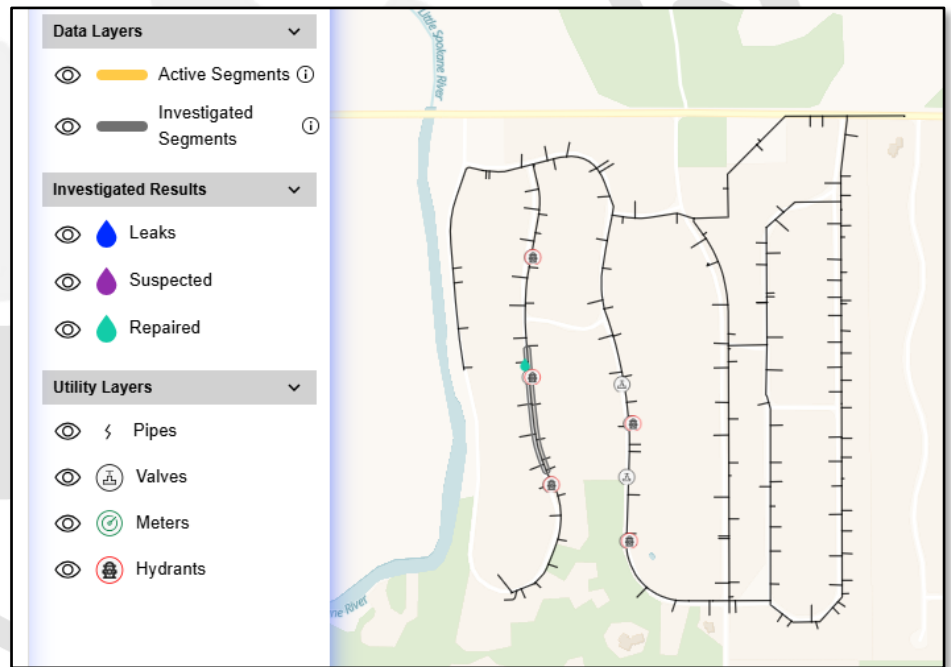 Data Layers
Active Segments
Investigated
Segments
Investigated Results
Leaks
Suspected
Repaired
Utility Layers
Pipes
Valves
Meters
Hydrants
Little Spokane River
ne River